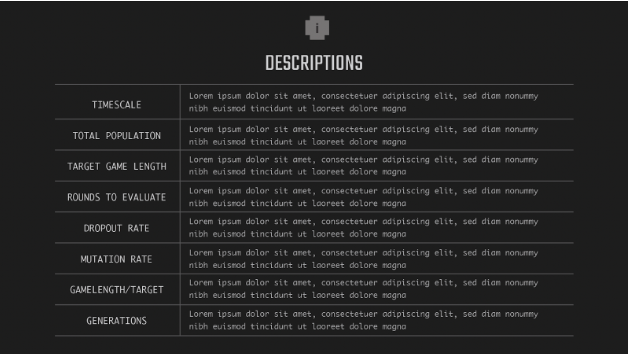 i
DESCRIPTIONS
TIMESCALE
Lorem ipsum dolor sit amet, consectetuer adipiscing elit, sed diam nonummy
nibh euismod tincidunt ut laoreet dolore magna
TOTAL POPULATION
Lorem ipsum dolor sit amet, consectetuer adipiscing elit, sed diam nonummy
nibh euismod tincidunt ut laoreet dolore magna
TARGET GAME LENGTH
Lorem ipsum dolor sit amet, consectetuer adipiscing elit, sed diam nonummy
nibh euismod tincidunt ut laoreet dolore magna
ROUNDS TO EVALUATE
Lorem ipsum dolor sit amet, consectetuer adipiscing elit, sed diam nonummy
nibh euismod tincidunt ut laoreet dolore magna
DROPOUT RATE
Lorem ipsum dolor sit amet, consectetuer adipiscing elit, sed diam nonummy
nibh euismod tincidunt ut laoreet dolore magna
MUTATION RATE
Lorem ipsum dolor sit amet, consectetuer adipiscing elit, sed diam nonummy
nibh euismod tincidunt ut laoreet dolore magna
GAMELENGTH/TARGET
Lorem ipsum dolor sit amet, consectetuer adipiscing elit, sed diam nonummy
nibh euismod tincidunt ut laoreet dolore magna
GENERATIONS
Lorem ipsum dolor sit amet, consectetuer adipiscing elit, sed diam nonummy
nibh euismod tincidunt ut laoreet dolore magna